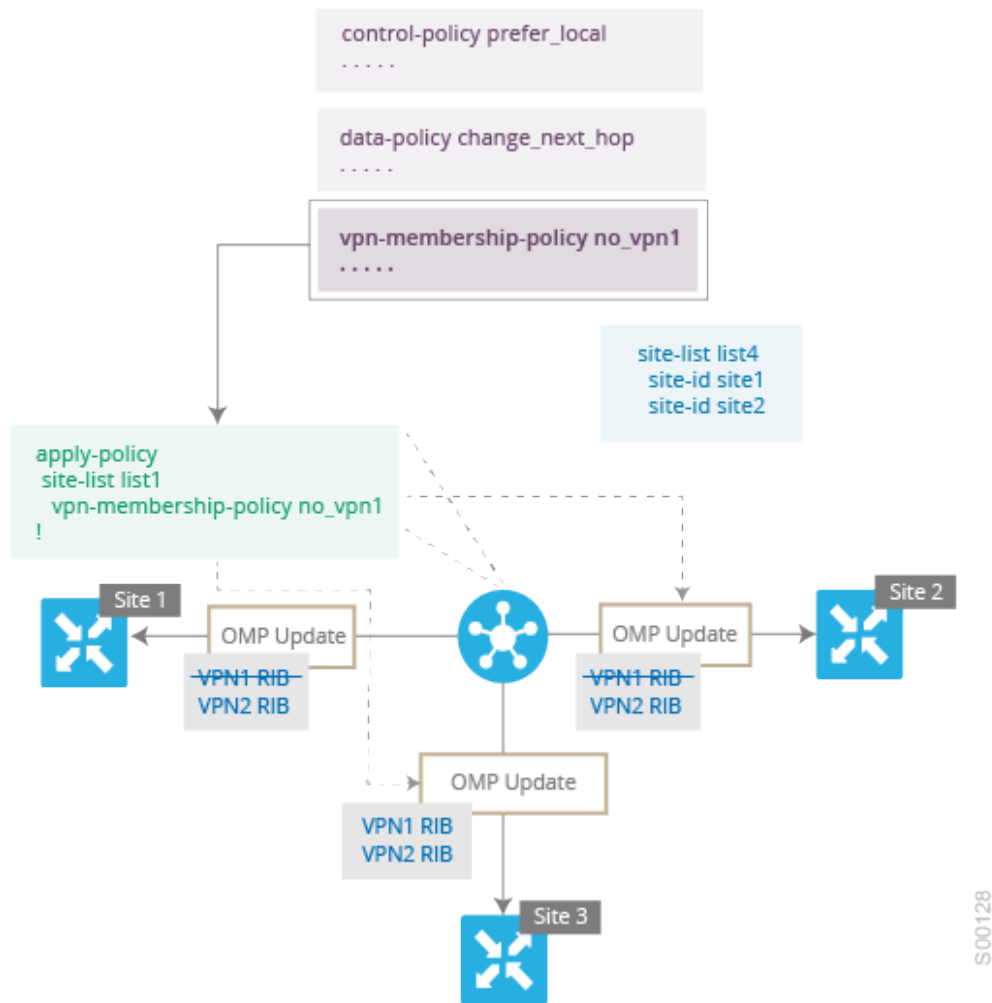 control-policy prefer_local
. . . . .
data-policy change_next_hop
. . . . .
vpn-membership-policy no_vpn1
. . . . .
site-list list4
site-id site1
site-id site2
apply-policy
site-list list1
vpn-membership-policy no_vpn1
!
Site 1
OMP Update
VPN1 RIB
VPN2 RIB
OMP Update
VPN1 RIB
VPN2 RIB
Site 2
OMP Update
VPN1 RIB
VPN2 RIB
Site 3
S00128